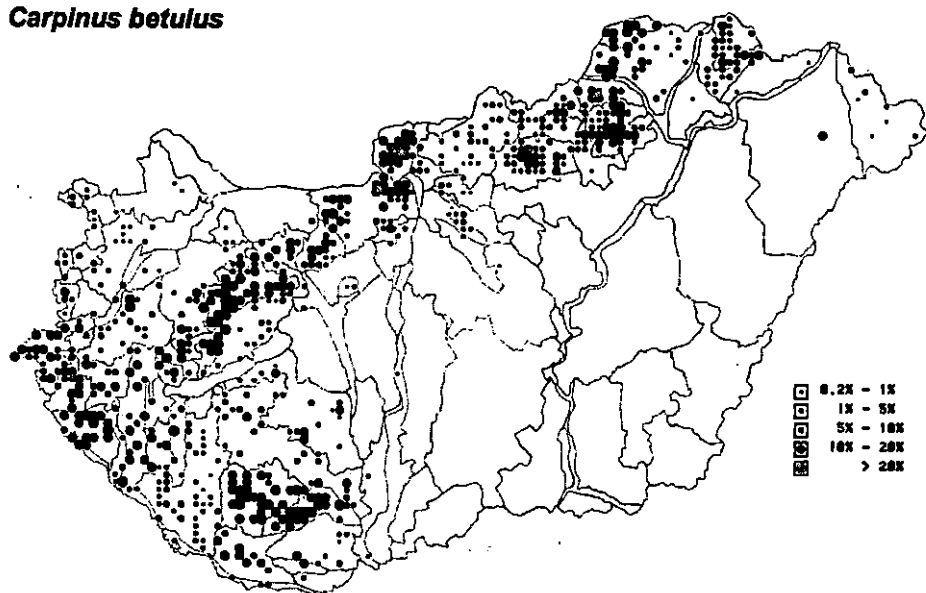 Carpinus betulus
0.2% - 1%
1% - 5%
5% - 10%
10% - 20%
> 20%